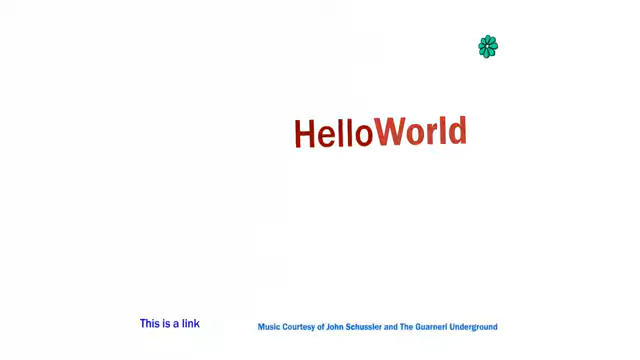 HelloWorld
This is a link
Music Courtesy of John Schussler and The Guarneri Underground